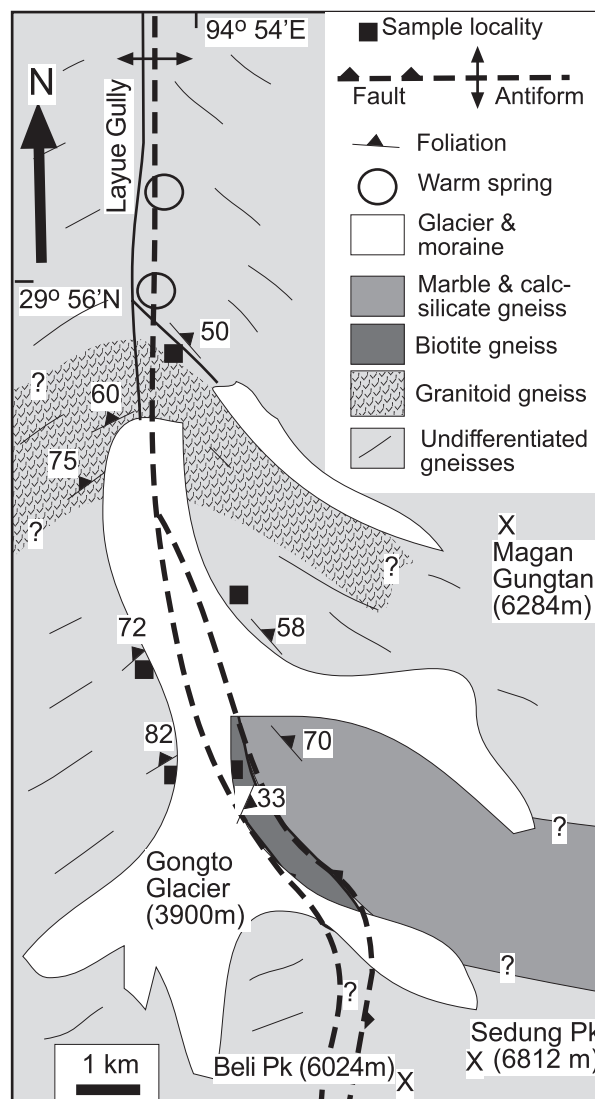 94° 54'E
N
Layue Gully
29° 56'N
50
?
60
75
?
?
72
58
82
70
33
?
Gongto
Glacier
(3900m)
?
?
1 km
Beli Pk (6024m)
X
Sedung Pk
X (6812 m)
X
Magan
Gungtan
(6284m)
Sample locality
Fault
Antiform
Foliation
Warm spring
Glacier &
moraine
Marble & calc-
silicate gneiss
Biotite gneiss
Granitoid gneiss
Undifferentiated
gneisses